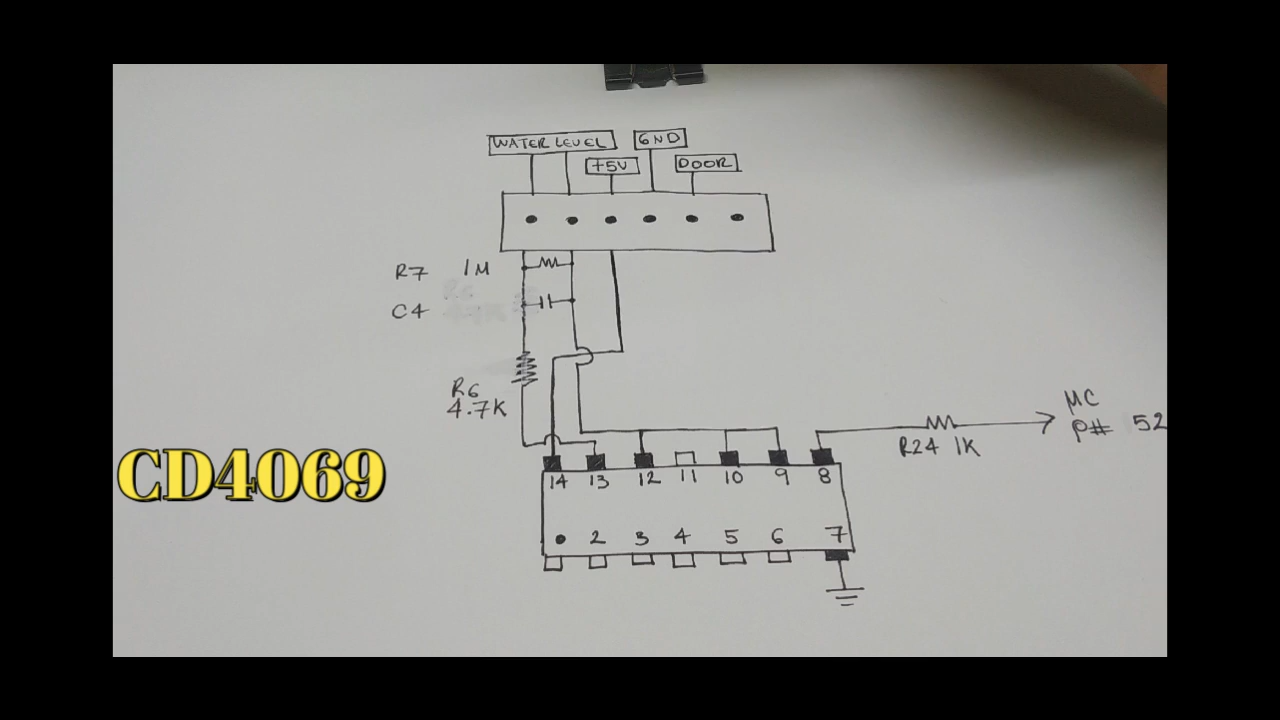 WATER LEVEL
GND
+5V
DOOR
R7 1M
C4
R6
4.7K
MC
P# 52
R24 1K
CD4069
14 13 12 11 10 9 8
2 3 4 5 6 7